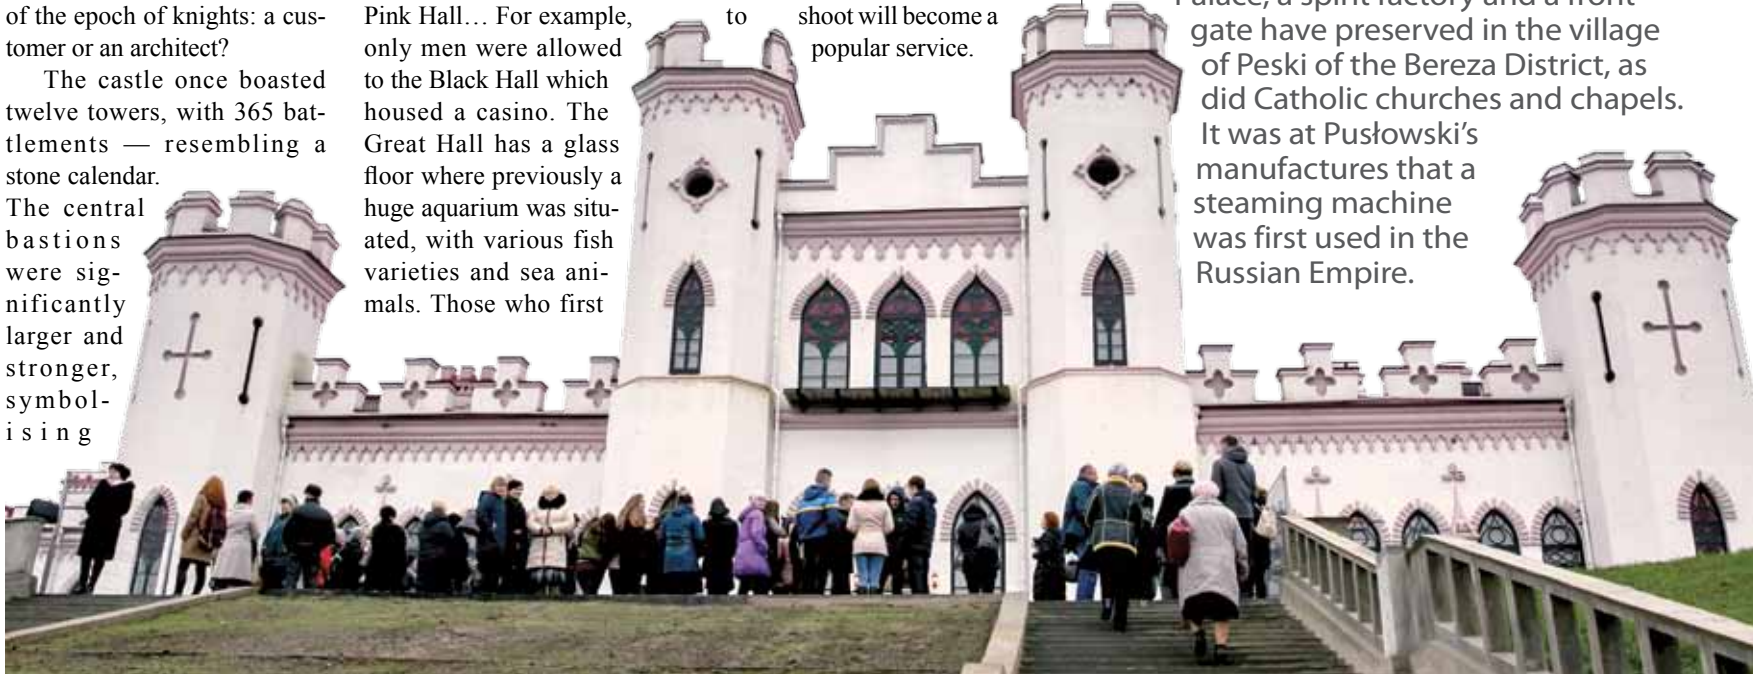 of the epoch of knights: a cus-
tomer or an architect?
The castle once boasted
twelve towers, with 365 bat-
tlements — resembling a
stone calendar.
The central
bastions
were sig-
nificantly
larger and
stronger,
symbol-
ising
Pink Hall… For example,
only men were allowed
to the Black Hall which
housed a casino. The
Great Hall has a glass
floor where previously a
huge aquarium was situ-
ated, with various fish
varieties and sea ani-
mals. Those who first
to
shoot will become a
popular service.
Palace, a spirit factory and a front
gate have preserved in the village
of Peski of the Bereza District, as
did Catholic churches and chapels.
It was at Pusłowski's
manufactures that a
steaming machine
was first used in the
Russian Empire.